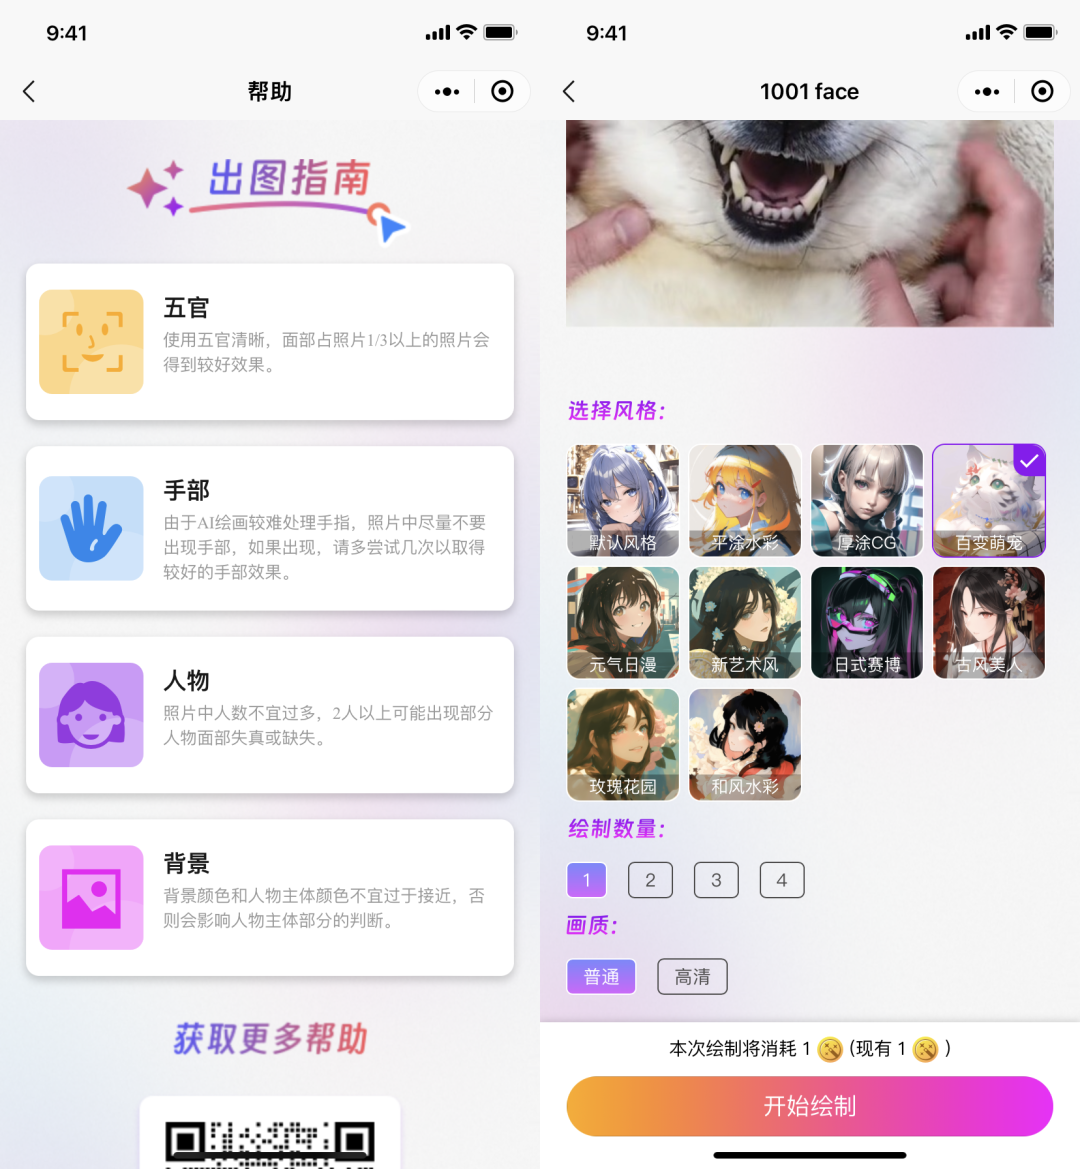 9:41
帮助
出图指南
五官
使用五官清晰，面部占照片1/3以上的照片会
得到较好效果。
手部
由于AI绘画较难处理手指，照片中尽量不要
出现手部，如果出现，请多尝试几次以取得
较好的手部效果。
人物
照片中人数不宜过多，2人以上可能出现部分
人物面部失真或缺失。
背景
背景颜色和人物主体颜色不宜过于接近，否
则会影响人物主体部分的判断。
获取更多帮助
9:41
1001 face
选择风格：
默认风格 平涂水彩 厚涂CG 百变萌宠
元气日漫 新艺术风 日式赛博 古风美人
玫瑰花园 和风水彩
绘制数量：
1 2 3 4
画质：
普通 高清
本次绘制将消耗 1 (现有 1 )
开始绘制